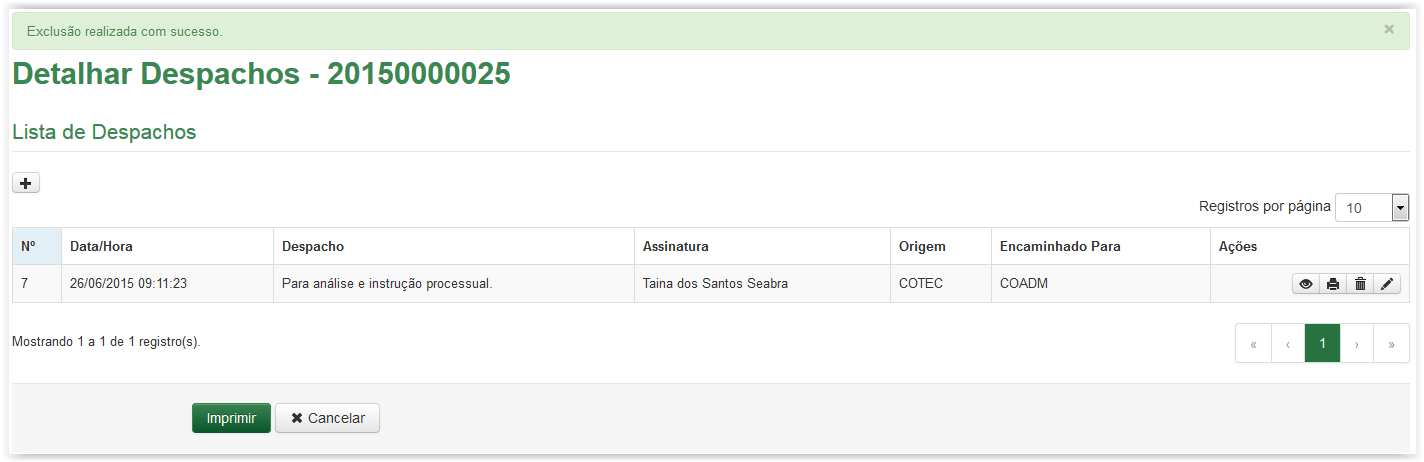 Exclusão realizada com sucesso. ×
Detalhar Despachos - 20150000025
Lista de Despachos
+
Registros por página 10
Nº Data/Hora Despacho Assinatura Origem Encaminhado Para Ações
7 26/06/2015 09:11:23 Para análise e instrução processual. Taina dos Santos Seabra COTEC COADM
Mostrando 1 a 1 de 1 registro(s). « ‹ 1 › »
Imprimir ✖ Cancelar